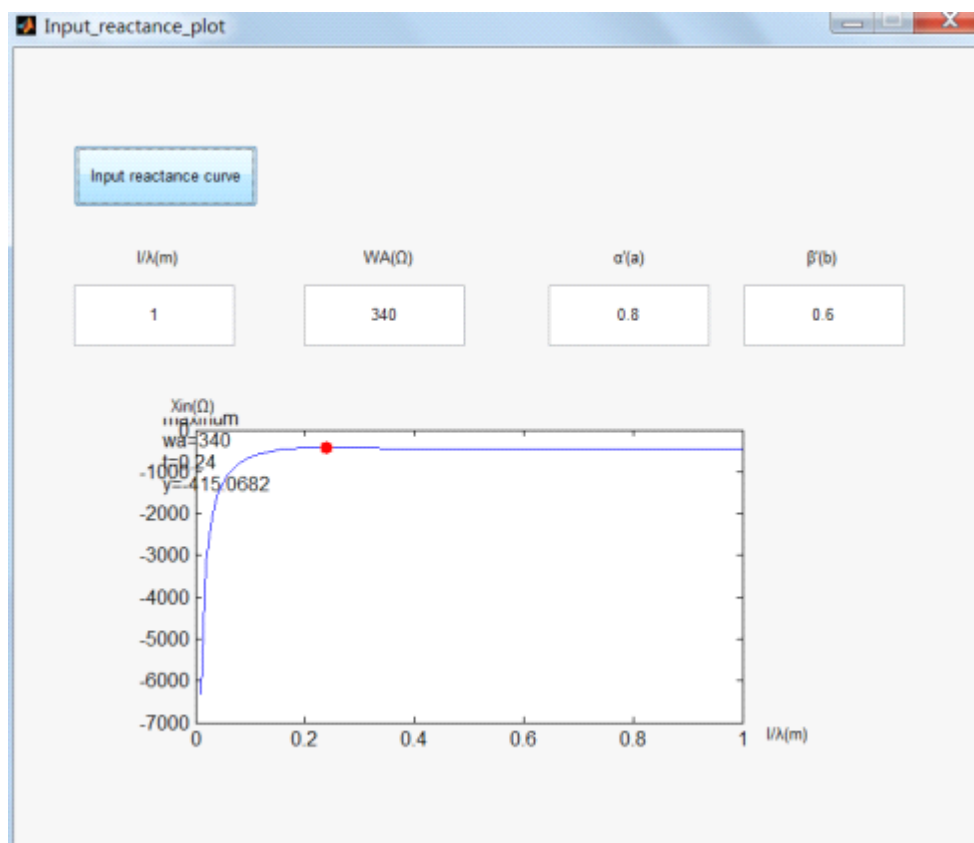 Input_reactance_plot
Input reactance curve
l/λ(m) WA(Ω) α'(a) β'(b)
1 340 0.8 0.6
Xin(Ω)
maxinum
0
wa=340
t=0.24
-1000
y=-415.0682
-2000
-3000
-4000
-5000
-6000
-7000
0 0.2 0.4 0.6 0.8 1 l/λ(m)